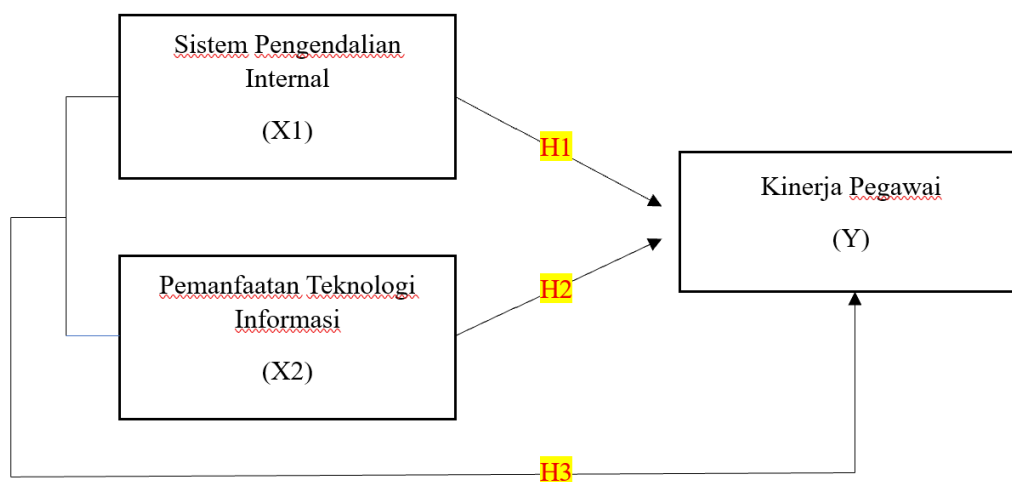 Sistem Pengendalian
Internal
(X1)
H1
Kinerja Pegawai
(Y)
Pemanfaatan Teknologi
Informasi
(X2)
H2
H3